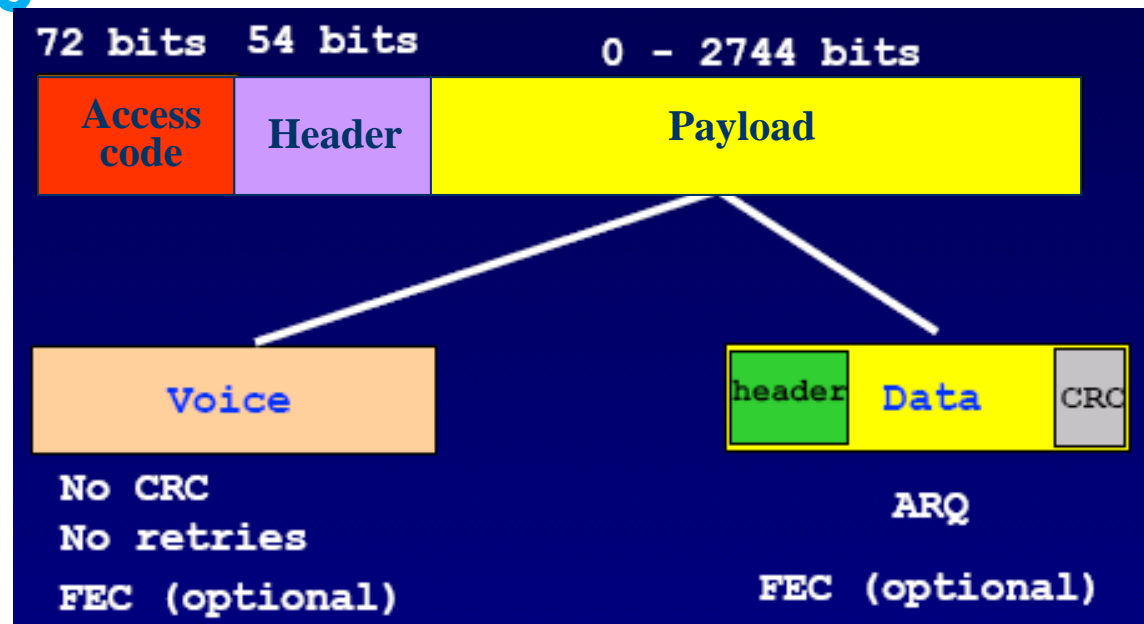 72 bits 54 bits 0 - 2744 bits
Access
code
Header
Payload
Voice
header Data CRC
No CRC
No retries
FEC (optional)
ARQ
FEC (optional)